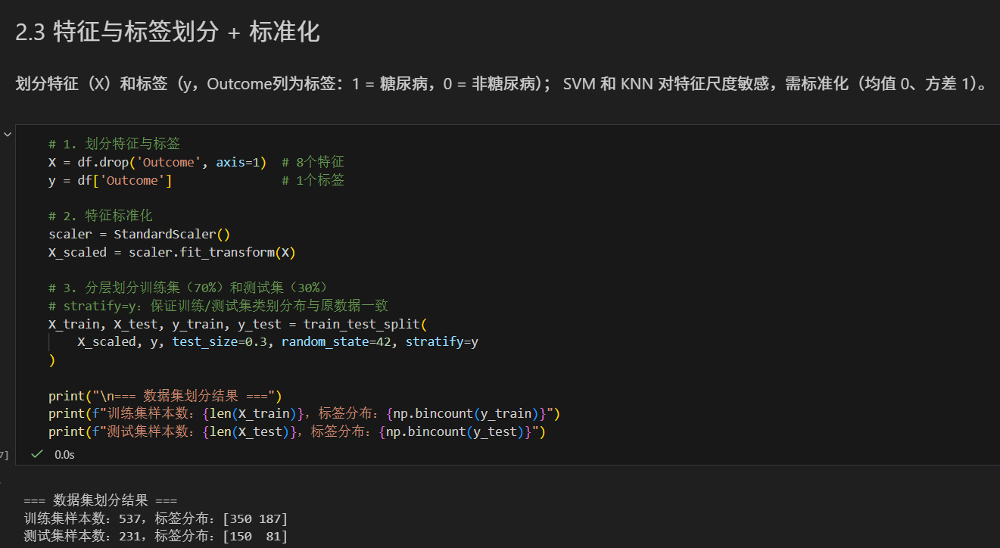 2.3 特征与标签划分 + 标准化
划分特征（X）和标签（y，Outcome列为标签：1 = 糖尿病，0 = 非糖尿病）； SVM 和 KNN 对特征尺度敏感，需标准化（均值 0、方差 1）。
# 1. 划分特征与标签
X = df.drop('Outcome', axis=1)  # 8个特征
y = df['Outcome']               # 1个标签
# 2. 特征标准化
scaler = StandardScaler()
X_scaled = scaler.fit_transform(X)
# 3. 分层划分训练集（70%）和测试集（30%）
# stratify=y：保证训练/测试集类别分布与原数据一致
X_train, X_test, y_train, y_test = train_test_split(
    X_scaled, y, test_size=0.3, random_state=42, stratify=y
)
print("\n=== 数据集划分结果 ===")
print(f"训练集样本数：{len(X_train)}，标签分布：{np.bincount(y_train)}")
print(f"测试集样本数：{len(X_test)}，标签分布：{np.bincount(y_test)}")
7]
0.0s
=== 数据集划分结果 ===
训练集样本数：537，标签分布：[350 187]
测试集样本数：231，标签分布：[150  81]